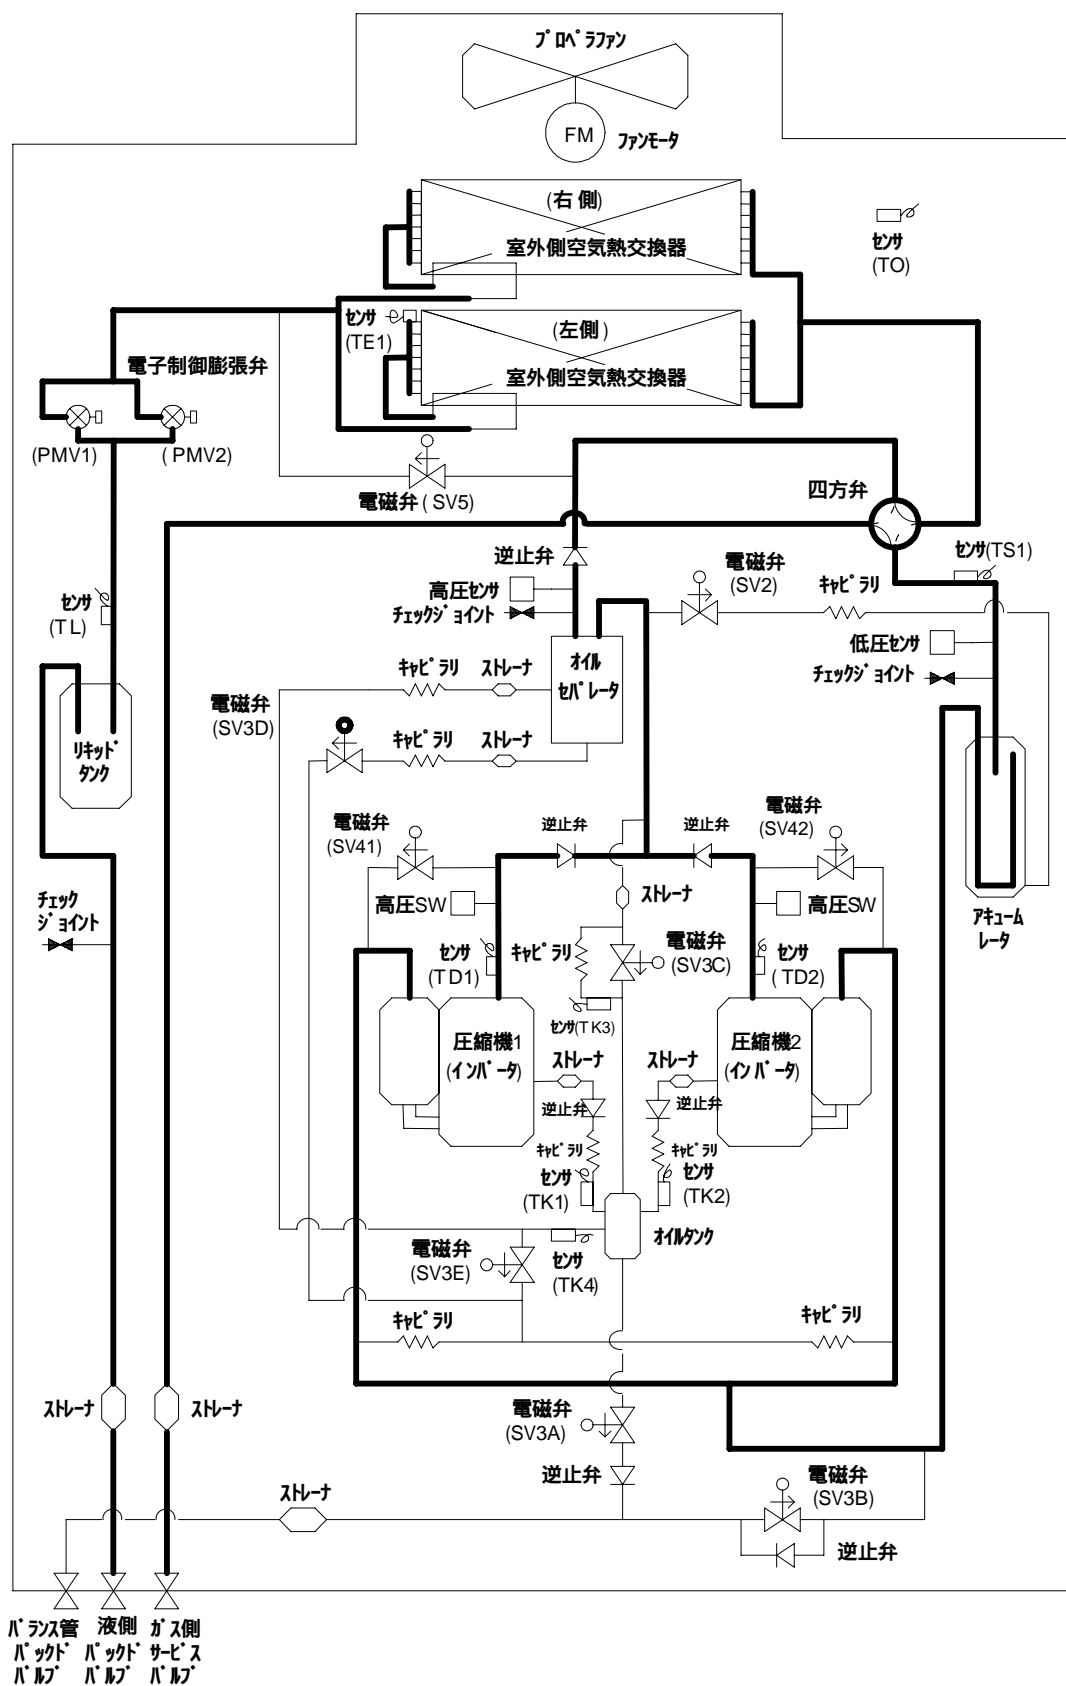 プロペラファン
FM
ファンモータ
(右側)
室外側空気熱交換器
センサ
(TO)
センサ
(TE1)
(左側)
室外側空気熱交換器
電子制御膨張弁
(PMV1)
(PMV2)
電磁弁(SV5)
四方弁
逆止弁
センサ(TS1)
電磁弁
(SV2)
キャピラリ
高圧センサ
チェックジョイント
センサ
(TL)
低圧センサ
チェックジョイント
キャピラリ
ストレーナ
オイル
セパレータ
電磁弁
(SV3D)
キャピラリ
ストレーナ
リキッド
タンク
電磁弁
(SV41)
逆止弁
逆止弁
電磁弁
(SV42)
高圧SW
ストレーナ
高圧SW
アキューム
レータ
チェック
ジョイント
センサ
(TD1)
キャピラリ
電磁弁
(SV3C)
センサ
(TD2)
センサ(TK3)
圧縮機1
(インバータ)
ストレーナ
ストレーナ
圧縮機2
(インバータ)
逆止弁
逆止弁
キャピラリ
キャピラリ
センサ
(TK1)
センサ
(TK2)
オイルタンク
電磁弁
(SV3E)
センサ
(TK4)
キャピラリ
キャピラリ
ストレーナ
ストレーナ
電磁弁
(SV3A)
逆止弁
電磁弁
(SV3B)
ストレーナ
逆止弁
バランス管
パックド
バルブ
液側
パックド
バルブ
ガス側
サービス
バルブ